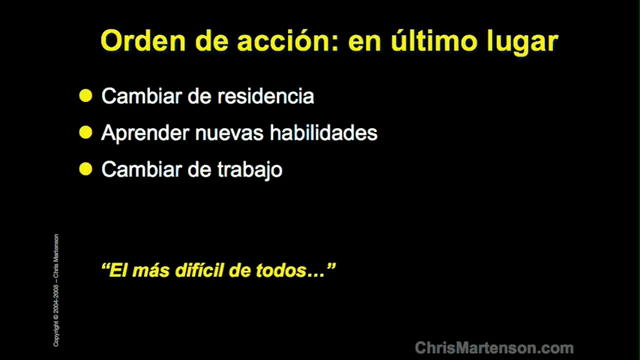 Orden de acción: en último lugar
Cambiar de residencia
Aprender nuevas habilidades
Cambiar de trabajo
“El más difícil de todos…”
Copyright © 2004-2008 – Chris Martenson
ChrisMartenson.com